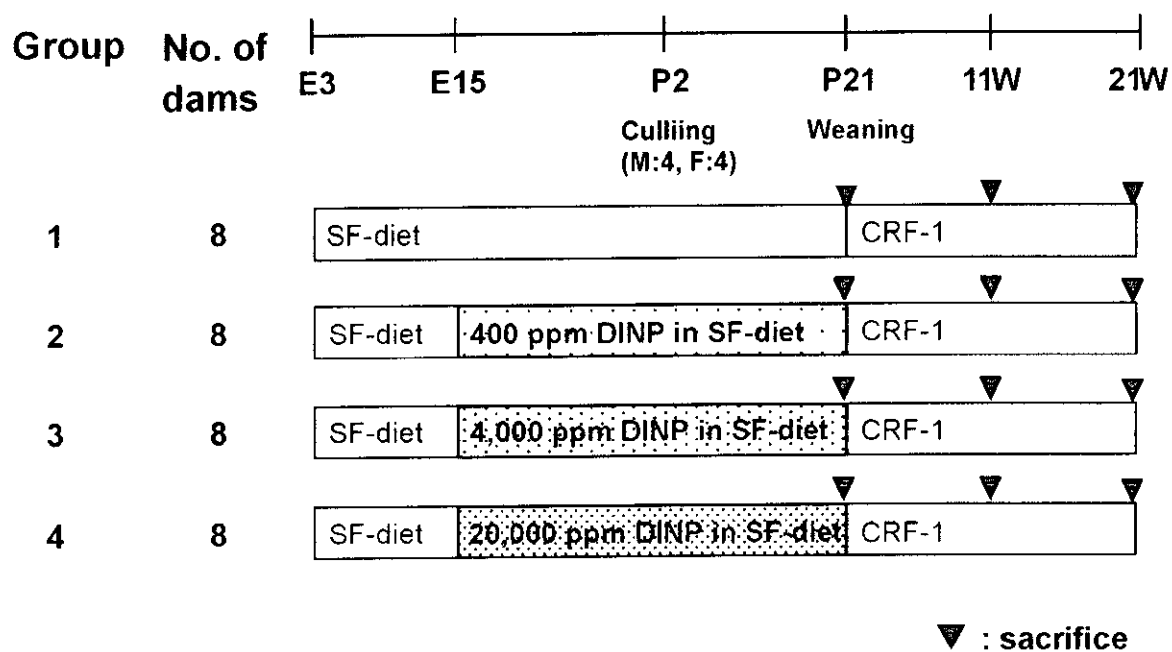 Group No. of dams
E3 E15 P2 P21 11W 21W
Culliing (M:4, F:4) Weaning
1 8 SF-diet CRF-1
2 8 SF-diet 400 ppm DINP in SF-diet CRF-1
3 8 SF-diet 4,000 ppm DINP in SF-diet CRF-1
4 8 SF-diet 20,000 ppm DINP in SF-diet CRF-1
: sacrifice